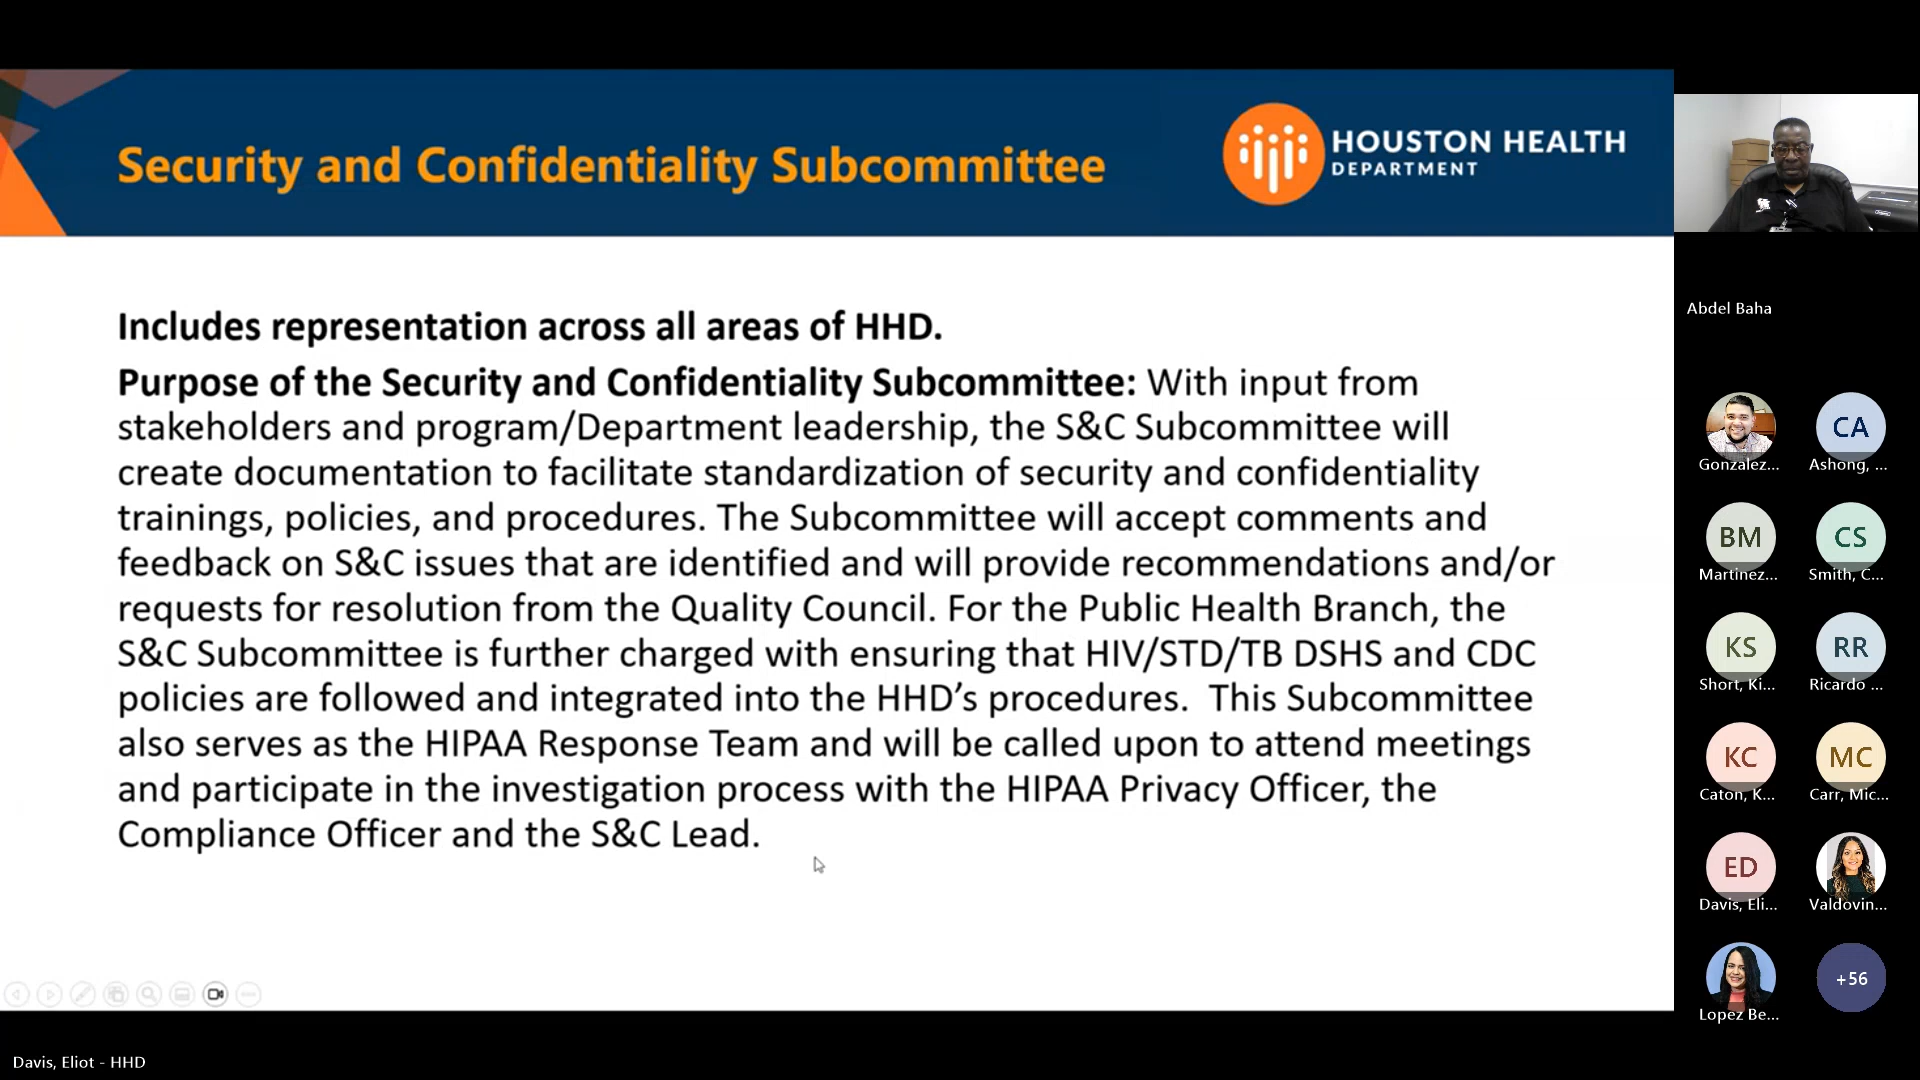 Security and Confidentiality Subcommittee
HOUSTON HEALTH
DEPARTMENT
Includes representation across all areas of HHD.
Purpose of the Security and Confidentiality Subcommittee: With input from
stakeholders and program/Department leadership, the S&C Subcommittee will
create documentation to facilitate standardization of security and confidentiality
trainings, policies, and procedures. The Subcommittee will accept comments and
feedback on S&C issues that are identified and will provide recommendations and/or
requests for resolution from the Quality Council. For the Public Health Branch, the
S&C Subcommittee is further charged with ensuring that HIV/STD/TB DSHS and CDC
policies are followed and integrated into the HHD’s procedures.  This Subcommittee
also serves as the HIPAA Response Team and will be called upon to attend meetings
and participate in the investigation process with the HIPAA Privacy Officer, the
Compliance Officer and the S&C Lead.
Abdel Baha
Gonzalez...
CA
Ashong, ...
BM
Martinez...
CS
Smith, C...
KS
Short, Ki...
RR
Ricardo ...
KC
Caton, K...
MC
Carr, Mic...
ED
Davis, Eli...
Valdovin...
Lopez Be...
+56
Davis, Eliot - HHD